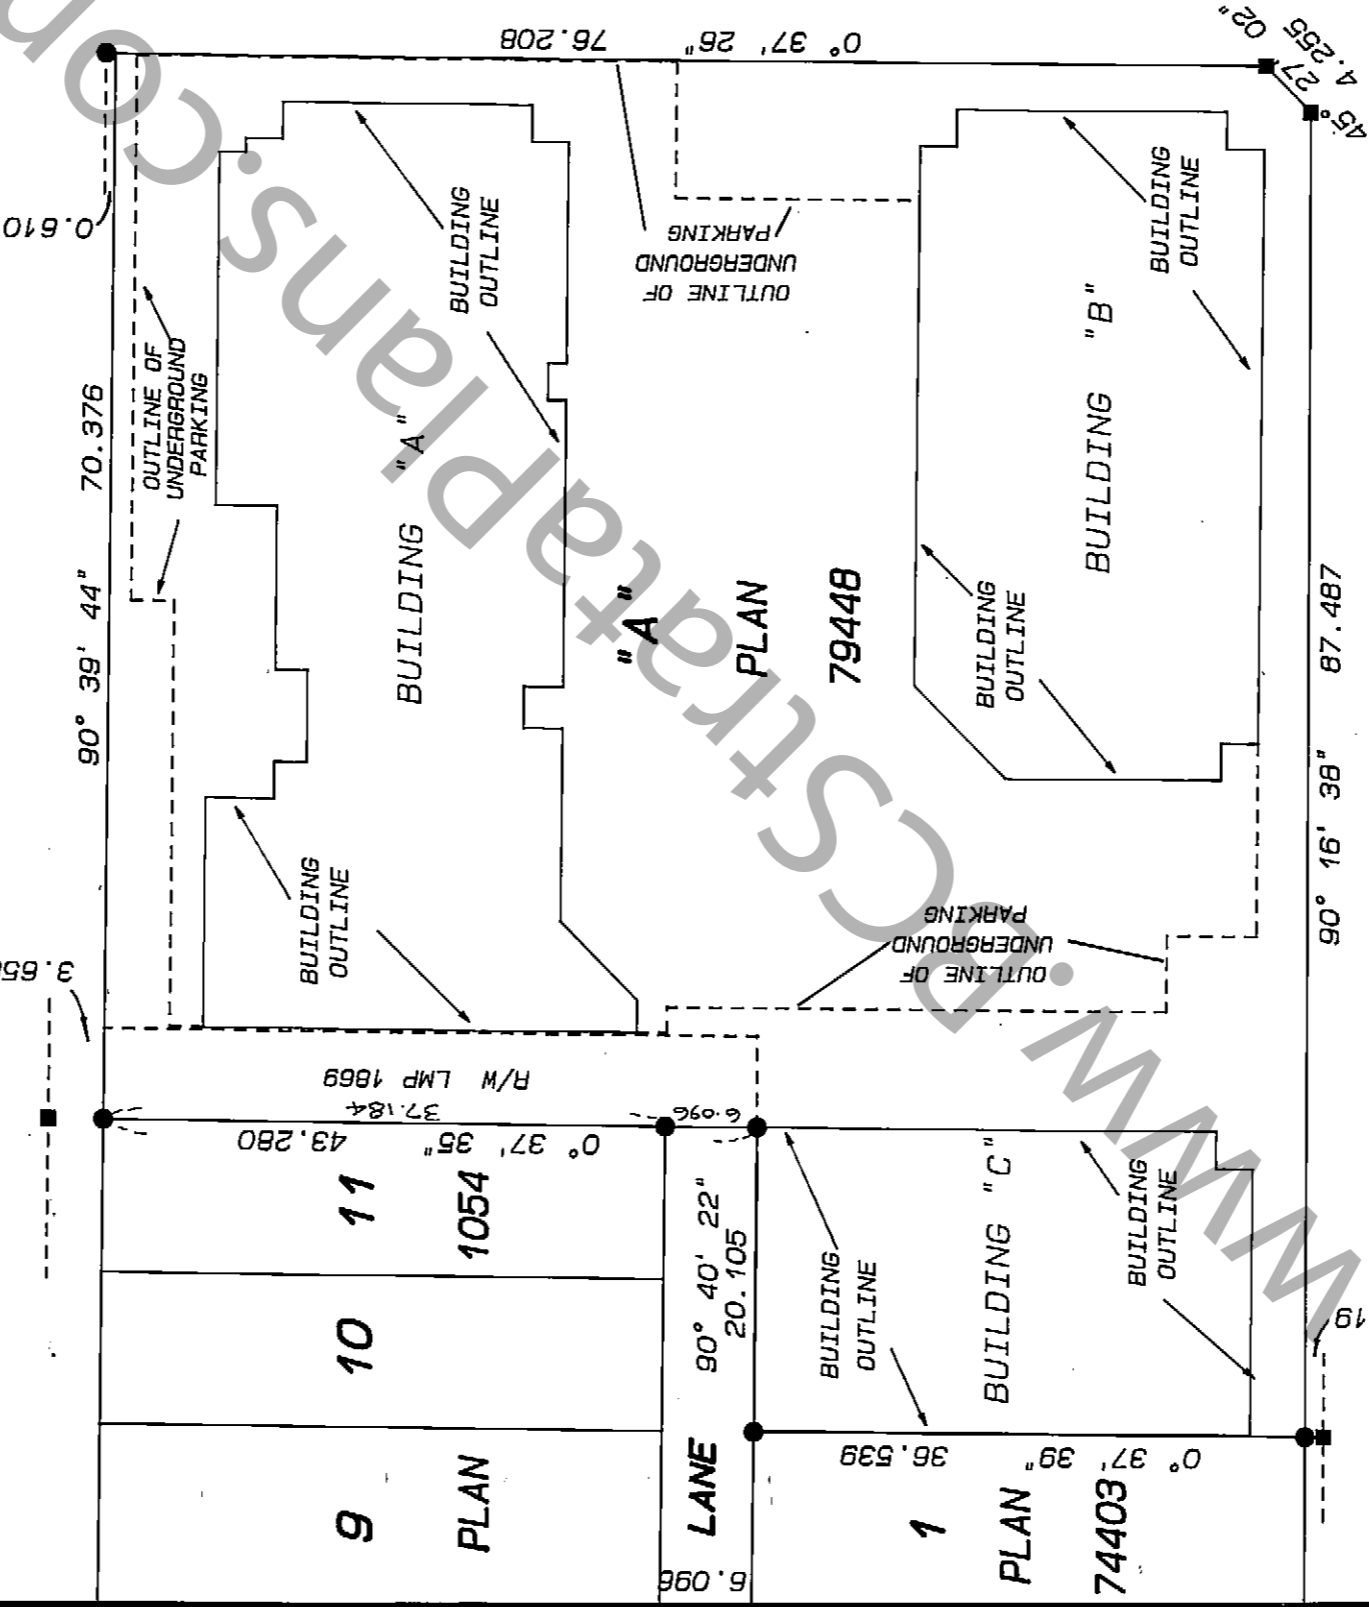 0° 37' 26" 76.208
45° 27 02"
4.255
0.610
90° 39' 44" 70.376
OUTLINE OF
UNDERGROUND
PARKING
BUILDING
OUTLINE
OUTLINE OF
UNDERGROUND
PARKING
BUILDING
OUTLINE
BUILDING "A"
BUILDING "B"
"A"
PLAN
79448
BUILDING
OUTLINE
BUILDING
OUTLINE
OUTLINE OF
UNDERGROUND
PARKING
90° 16' 38" 87.487
R/W LMP 1869
37.184
6.096
0° 37' 35" 43.280
11
1054
10
9
PLAN
LANE
90° 40' 22"
20.105
6.096
BUILDING
OUTLINE
BUILDING "C"
BUILDING
OUTLINE
0° 37' 39" 36.539
1
PLAN
74403
www.BCStrataplans.co